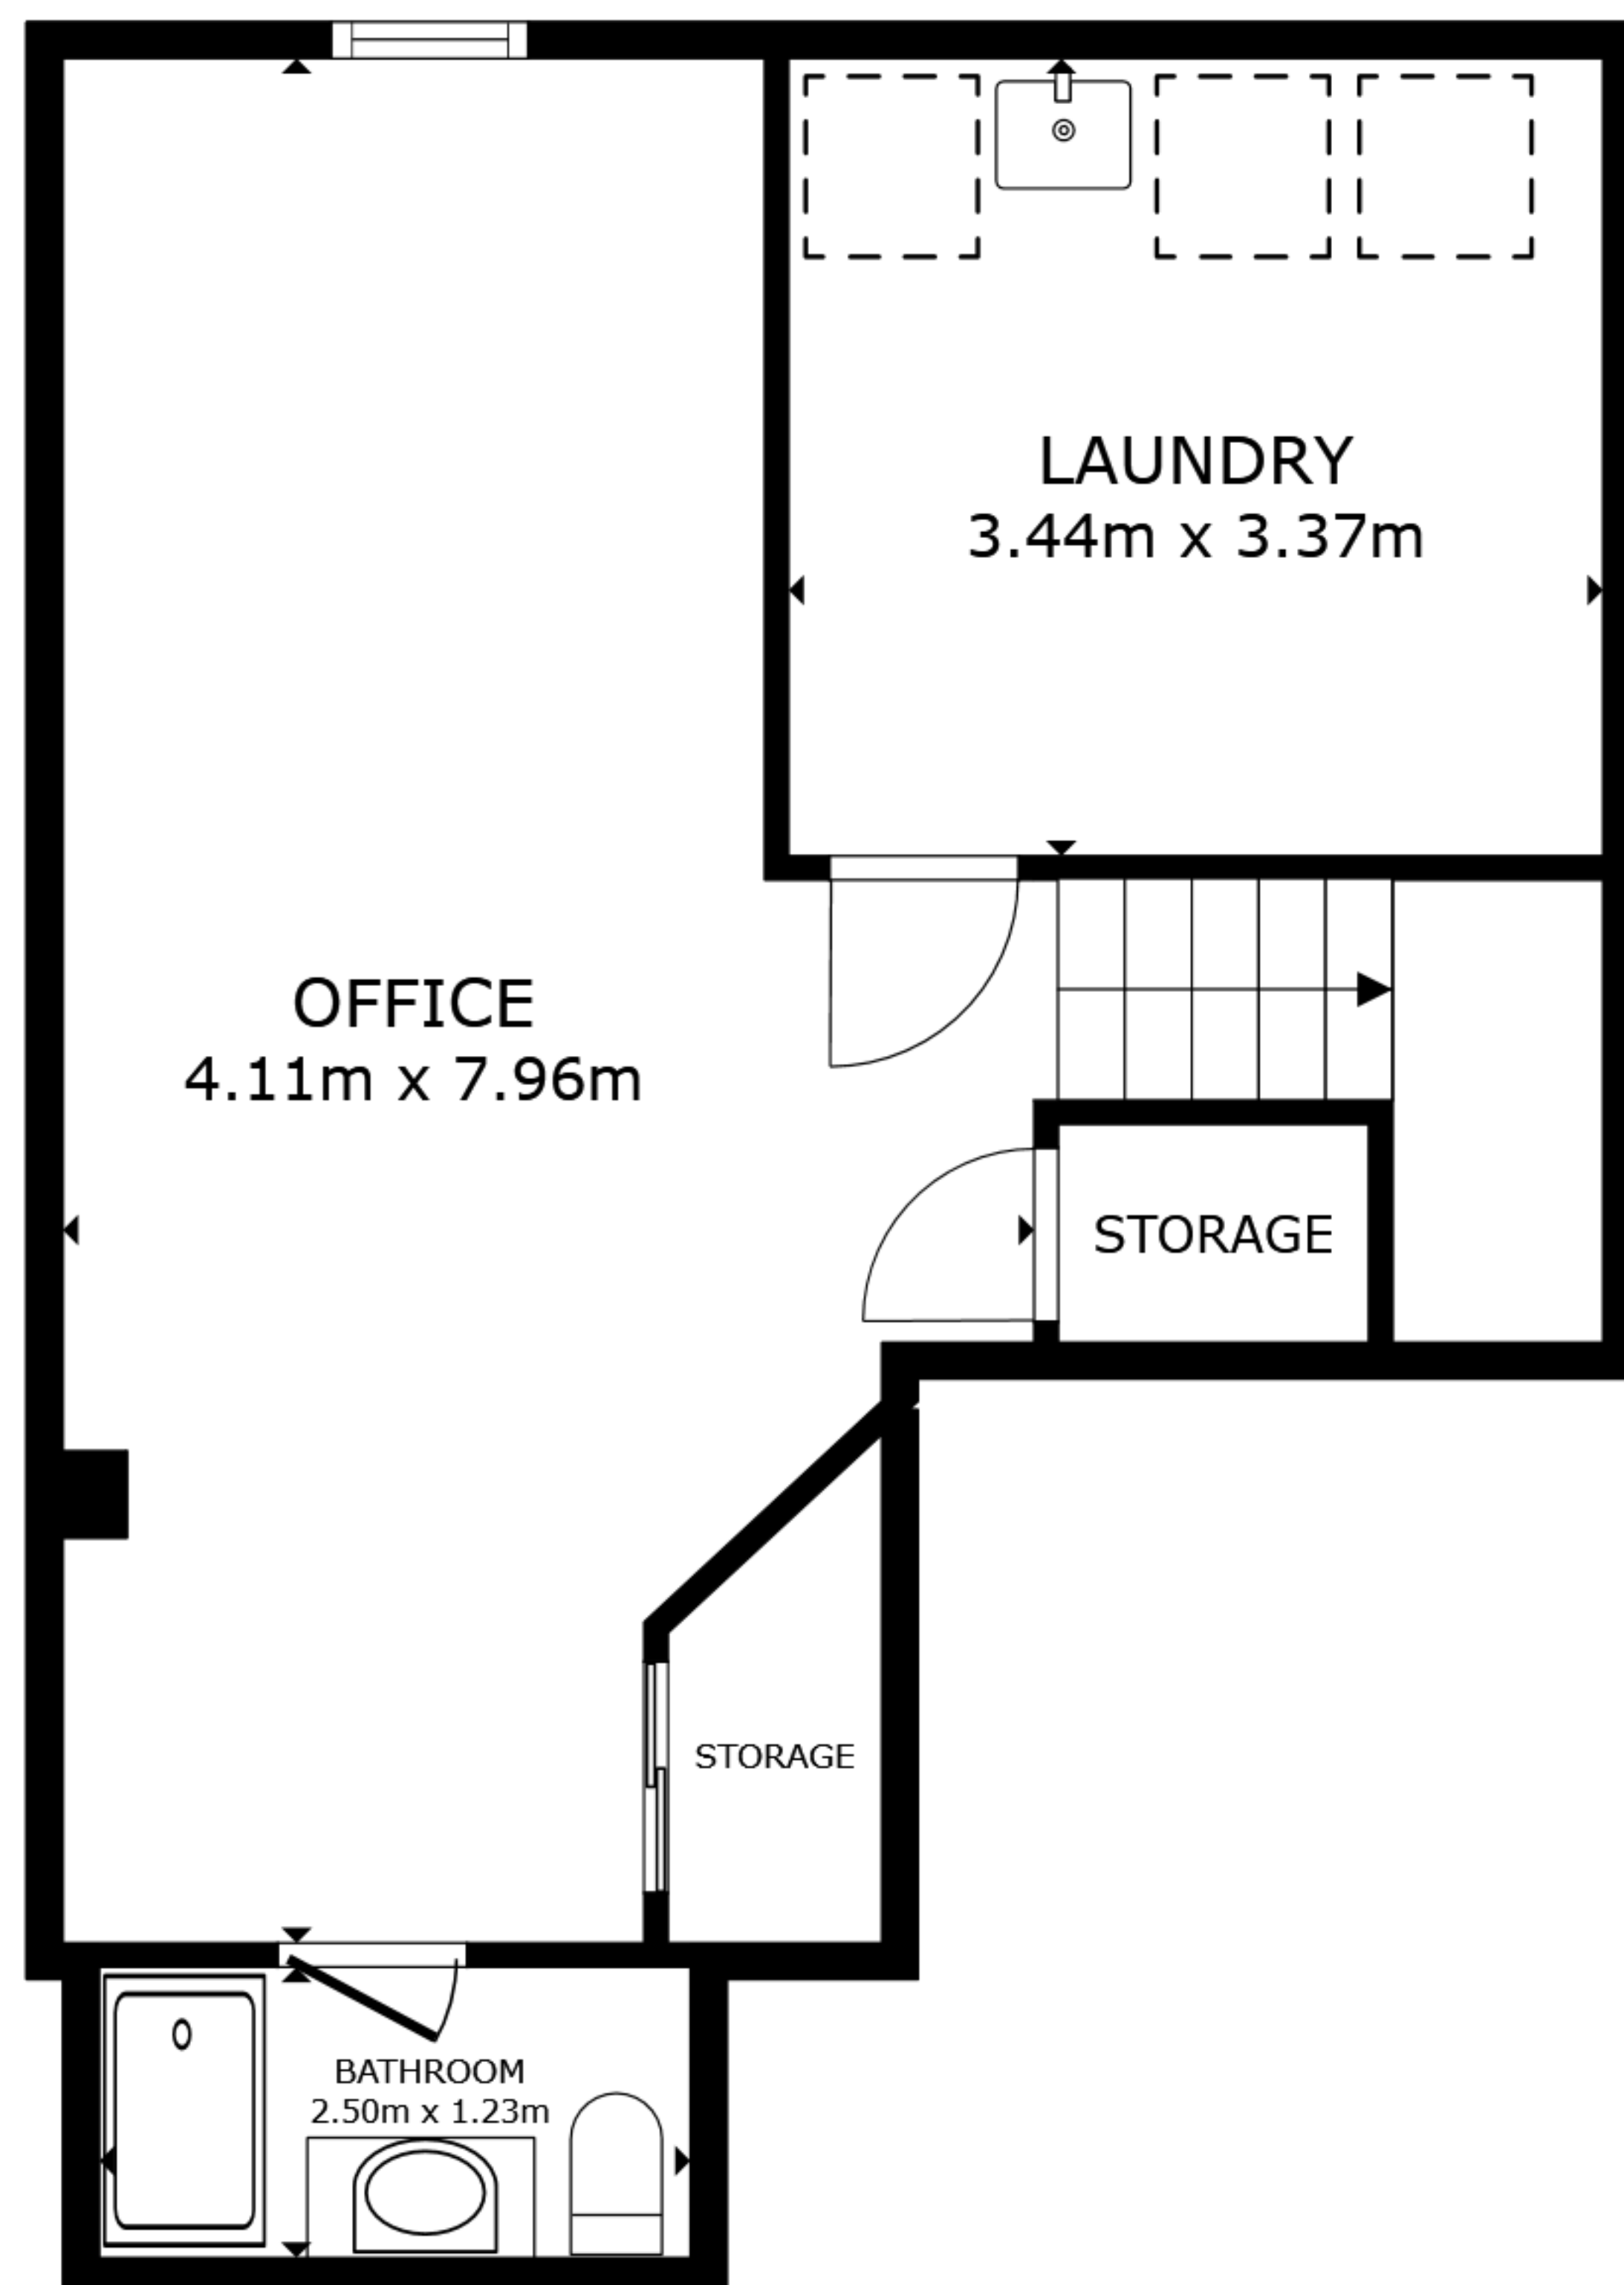 LAUNDRY
3.44m x 3.37m
OFFICE
4.11m x 7.96m
STORAGE
STORAGE
BATHROOM
2.50m x 1.23m